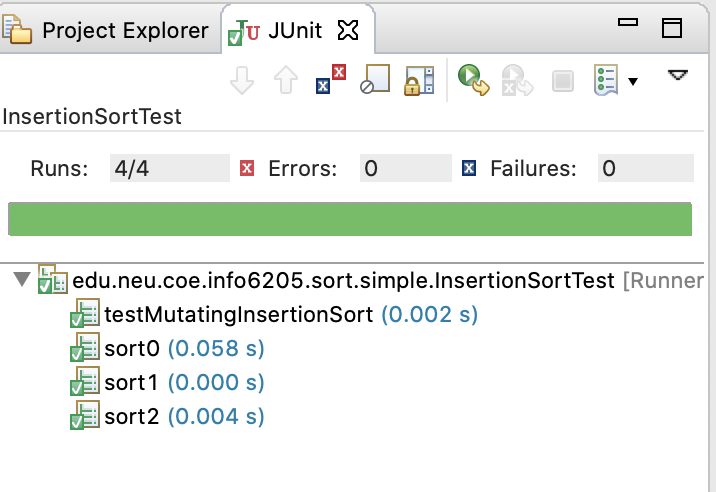 Project Explorer JUnit
InsertionSortTest
Runs: 4/4 Errors: 0 Failures: 0
edu.neu.coe.info6205.sort.simple.InsertionSortTest [Runner
testMutatingInsertionSort (0.002 s)
sort0 (0.058 s)
sort1 (0.000 s)
sort2 (0.004 s)